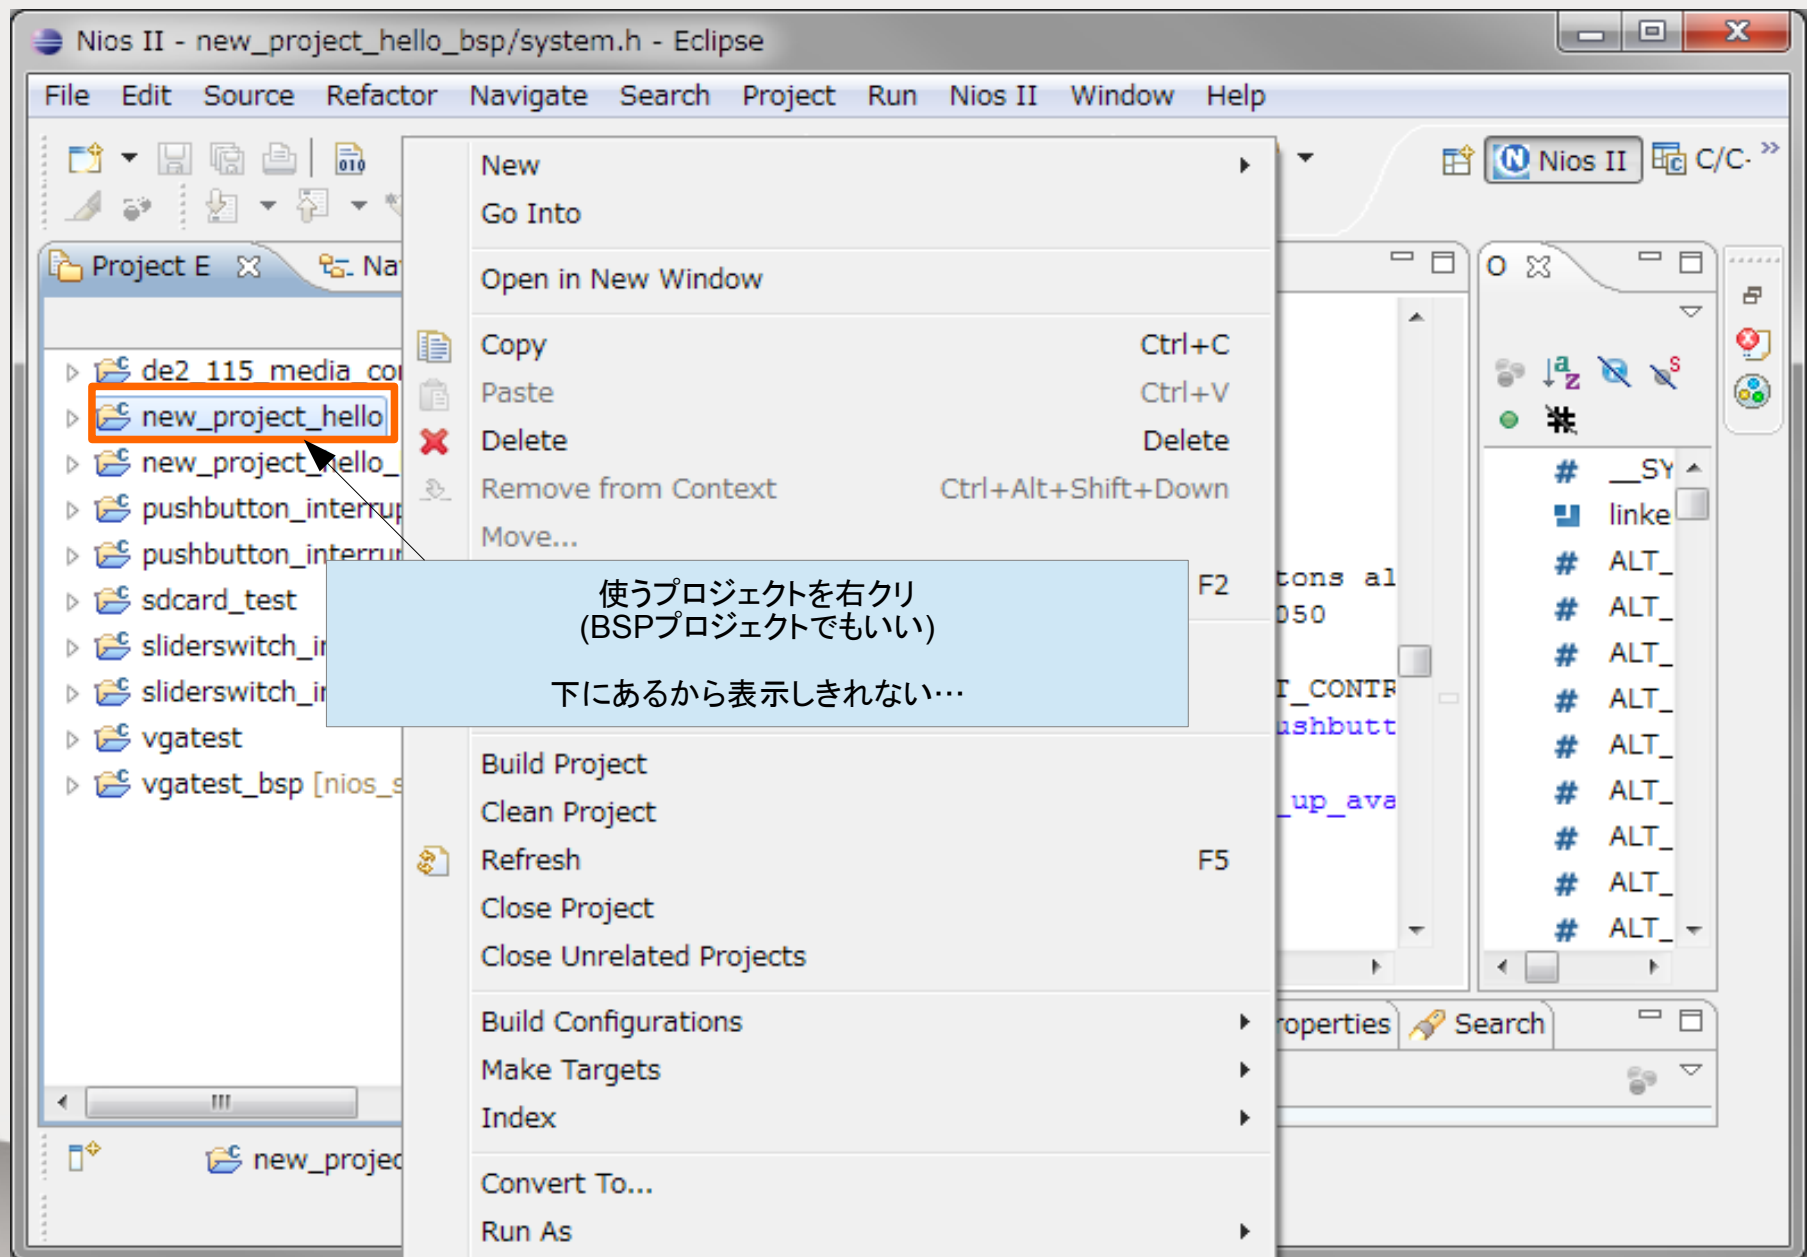 Nios II - new_project_hello_bsp/system.h - Eclipse
File Edit Source Refactor Navigate Search Project Run Nios II Window Help
Nios II C/C
Project E Na
de2_115_media_co
new_project_hello
new_project_hello_
pushbutton_interrup
pushbutton_interrup
sdcard_test
sliderswitch_i
sliderswitch_i
vgatest
vgatest_bsp [nios_s
new_projec
New
Go Into
Open in New Window
Copy Ctrl+C
Paste Ctrl+V
Delete Delete
Remove from Context Ctrl+Alt+Shift+Down
Move...
F2
使うプロジェクトを右クリ
(BSPプロジェクトでもいい)
下にあるから表示しきれない…
Build Project
Clean Project
Refresh F5
Close Project
Close Unrelated Projects
Build Configurations
Make Targets
Index
Convert To...
Run As
tons al
050
T_CONTR
ushbutt
_up_ava
O
__SY
linke
ALT_
ALT_
ALT_
ALT_
ALT_
ALT_
ALT_
ALT_
ALT_
roperties Search